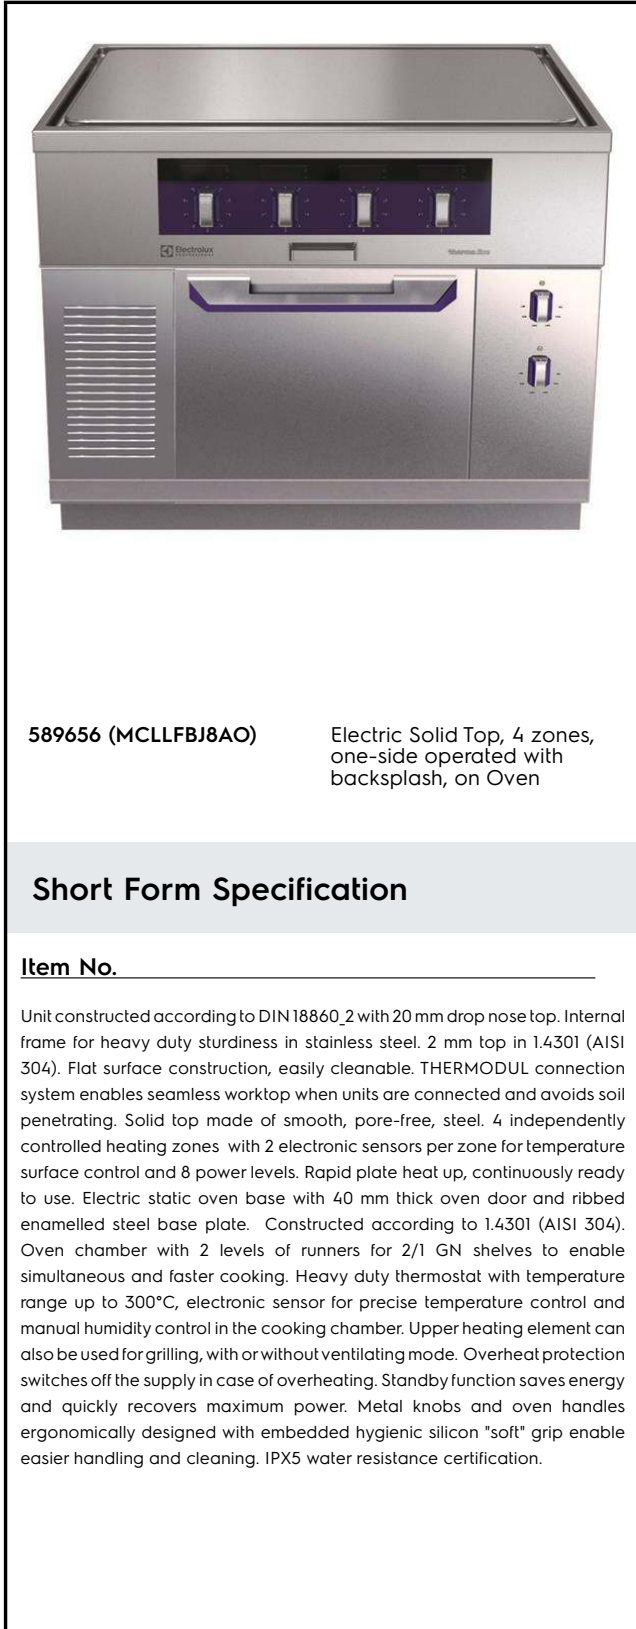 Electrolux
PROFESSIONAL
thermaline
589656 (MCLLFBJ8AO)
Electric Solid Top, 4 zones,
one-side operated with
backsplash, on Oven
Short Form Specification
Item No.
Unit constructed according to DIN 18860_2 with 20 mm drop nose top. Internal
frame for heavy duty sturdiness in stainless steel. 2 mm top in 1.4301 (AISI
304). Flat surface construction, easily cleanable. THERMODUL connection
system enables seamless worktop when units are connected and avoids soil
penetrating. Solid top made of smooth, pore-free, steel. 4 independently
controlled heating zones with 2 electronic sensors per zone for temperature
surface control and 8 power levels. Rapid plate heat up, continuously ready
to use. Electric static oven base with 40 mm thick oven door and ribbed
enamelled steel base plate. Constructed according to 1.4301 (AISI 304).
Oven chamber with 2 levels of runners for 2/1 GN shelves to enable
simultaneous and faster cooking. Heavy duty thermostat with temperature
range up to 300°C, electronic sensor for precise temperature control and
manual humidity control in the cooking chamber. Upper heating element can
also be used for grilling, with or without ventilating mode. Overheat protection
switches off the supply in case of overheating. Standby function saves energy
and quickly recovers maximum power. Metal knobs and oven handles
ergonomically designed with embedded hygienic silicon "soft" grip enable
easier handling and cleaning. IPX5 water resistance certification.